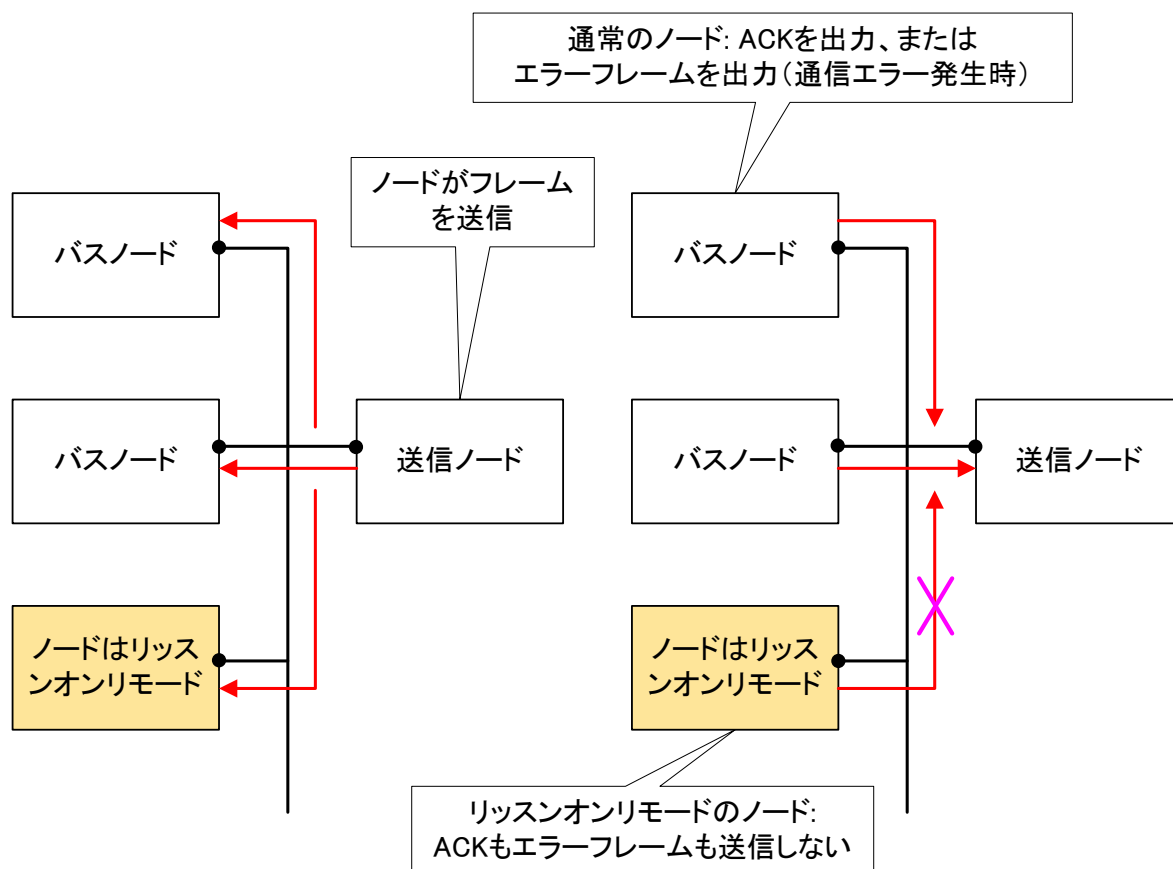 通常のノード: ACKを出力、または
エラーフレームを出力（通信エラー発生時）
ノードがフレーム
を送信
バスノード
バスノード
送信ノード
ノードはリッス
ンオンリモード
バスノード
バスノード
送信ノード
ノードはリッス
ンオンリモード
リッスンオンリモードのノード:
ACKもエラーフレームも送信しない